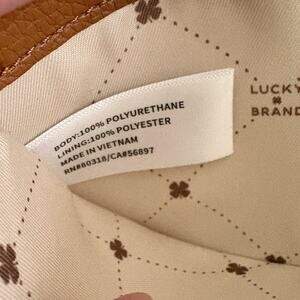 BODY:100% POLYURETHANE
LINING:100% POLYESTER
MADE IN VIETNAM
RN#80318/CA#56897
LUCKY
BRAND